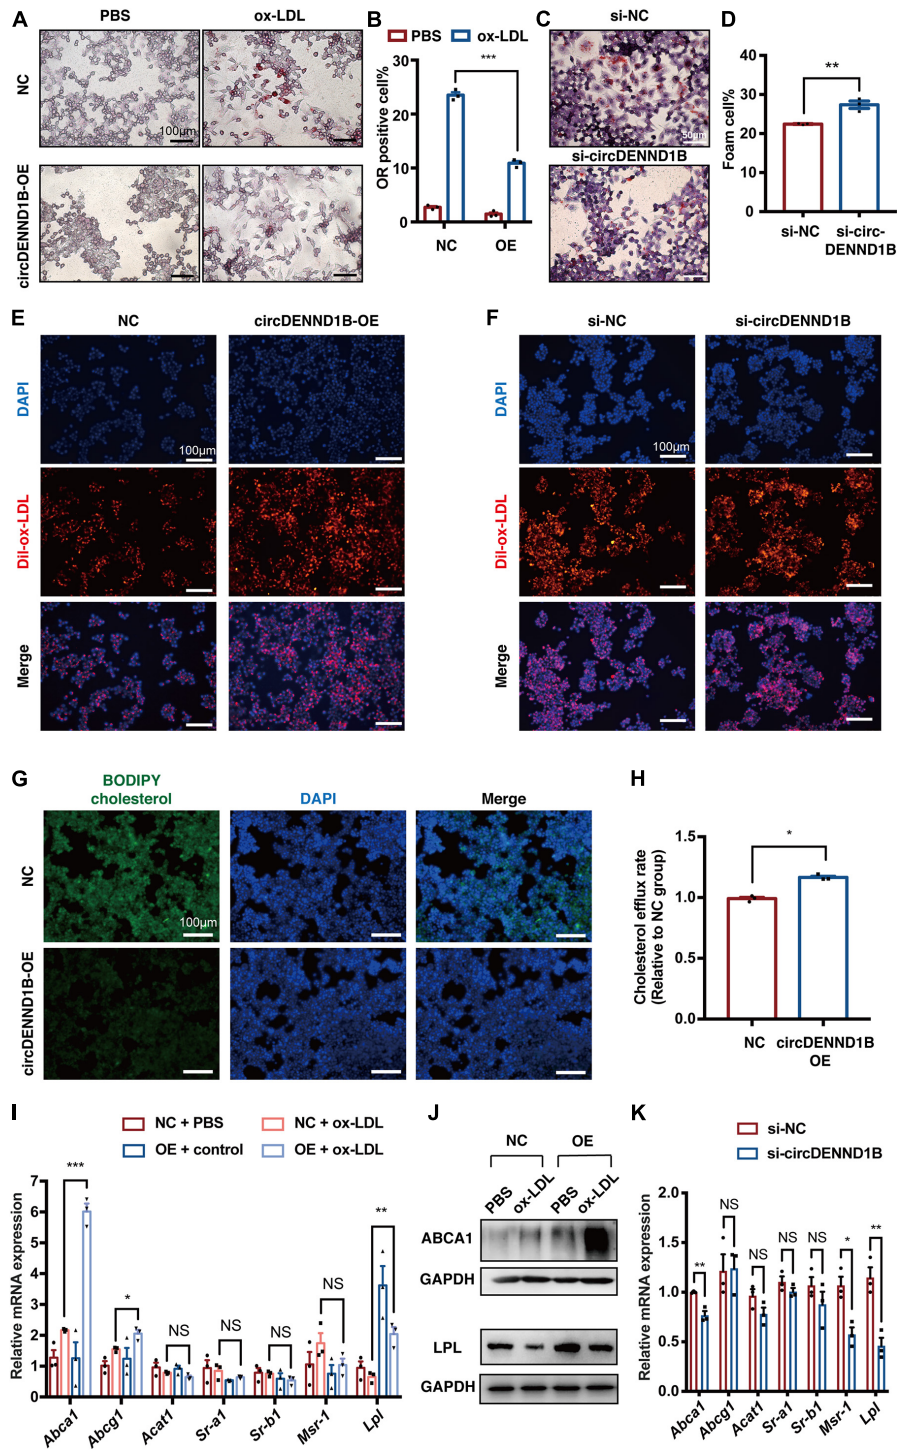 A
PBS
ox-LDL
NC
100μm
circDENND1B-OE
B
PBS
ox-LDL
OR positive cell%
30
20
10
0
***
NC
OE
C
si-NC
50μm
si-circDENND1B
D
Foam cell%
40
30
20
10
0
**
si-NC
si-circ-
DENND1B
E
NC
circDENND1B-OE
DAPI
100μm
Dil-ox-LDL
Merge
F
si-NC
si-circDENND1B
DAPI
100μm
Dil-ox-LDL
Merge
G
BODIPY
cholesterol
DAPI
Merge
NC
100μm
circDENND1B-OE
H
Cholesterol efflux rate
(Relative to NC group)
1.5
1.0
0.5
0.0
*
NC
circDENND1B
OE
I
NC + PBS
NC + ox-LDL
OE + control
OE + ox-LDL
Relative mRNA expression
7
6
5
4
3
2
1
0
***
*
NS
NS
NS
NS
**
Abca1
Abcg1
Acat1
Sr-a1
Sr-b1
Msr-1
Lpl
J
NC
OE
PBS
ox-LDL
PBS
ox-LDL
ABCA1
GAPDH
LPL
GAPDH
K
si-NC
si-circDENND1B
Relative mRNA expression
2.0
1.5
1.0
0.5
0.0
**
NS
NS
NS
NS
*
**
Abca1
Abcg1
Acat1
Sr-a1
Sr-b1
Msr-1
Lpl